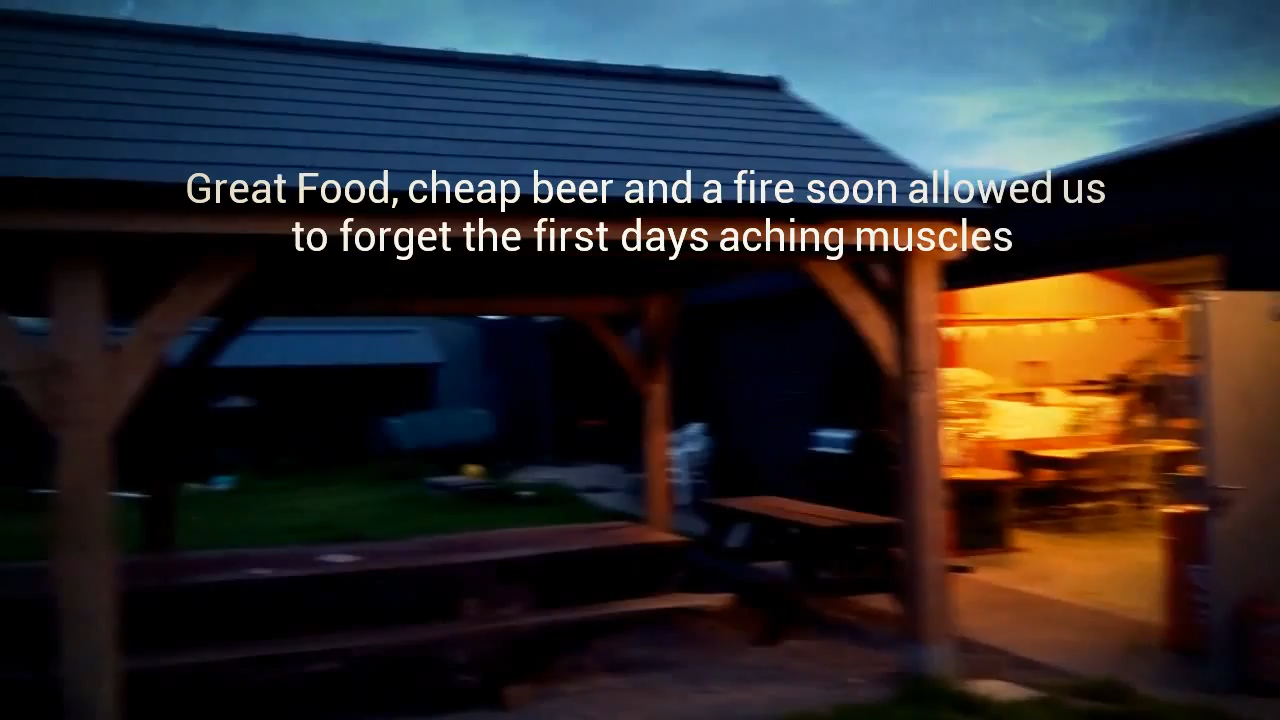 Great Food, cheap beer and a fire soon allowed us
to forget the first days aching muscles